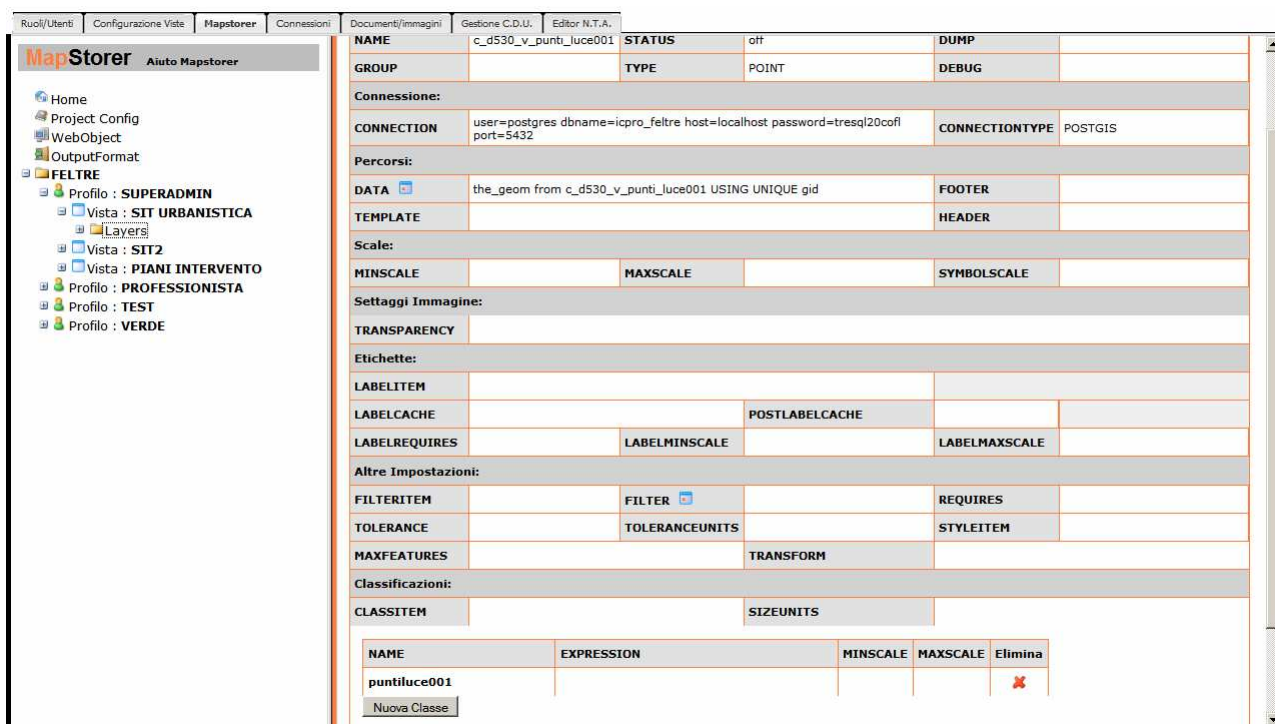 Ruoli/Utenti Configurazione Viste Mapstorer Connessioni Documenti/immagini Gestione C.D.U. Editor N.T.A.
MapStorer Aiuto Mapstorer
Home
Project Config
WebObject
OutputFormat
FELTRE
Profilo : SUPERADMIN
Vista : SIT URBANISTICA
Layers
Vista : SIT2
Vista : PIANI INTERVENTO
Profilo : PROFESSIONISTA
Profilo : TEST
Profilo : VERDE
NAME c_d530_v_punti_luce001 STATUS off DUMP
GROUP TYPE POINT DEBUG
Connessione:
CONNECTION user=postgres dbname=icpro_feltre host=localhost password=tresql20cofl
port=5432 CONNECTIONTYPE POSTGIS
Percorsi:
DATA the_geom from c_d530_v_punti_luce001 USING UNIQUE gid FOOTER
TEMPLATE HEADER
Scale:
MINSCALE MAXSCALE SYMBOLSCALE
Settaggi Immagine:
TRANSPARENCY
Etichette:
LABELITEM
LABELCACHE POSTLABELCACHE
LABELREQUIRES LABELMINSCALE LABELMAXSCALE
Altre Impostazioni:
FILTERITEM FILTER REQUIRES
TOLERANCE TOLERANCEUNITS STYLEITEM
MAXFEATURES TRANSFORM
Classificazioni:
CLASSITEM SIZEUNITS
NAME EXPRESSION MINSCALE MAXSCALE Elimina
puntiluce001
Nuova Classe